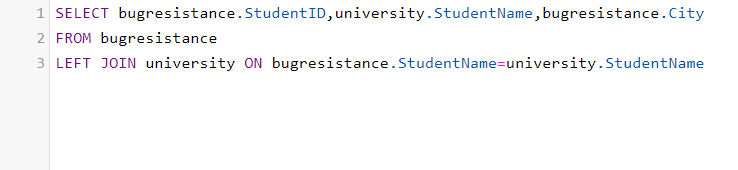 1 SELECT bugresistance.StudentID,university.StudentName,bugresistance.City
2 FROM bugresistance
3 LEFT JOIN university ON bugresistance.StudentName=university.StudentName